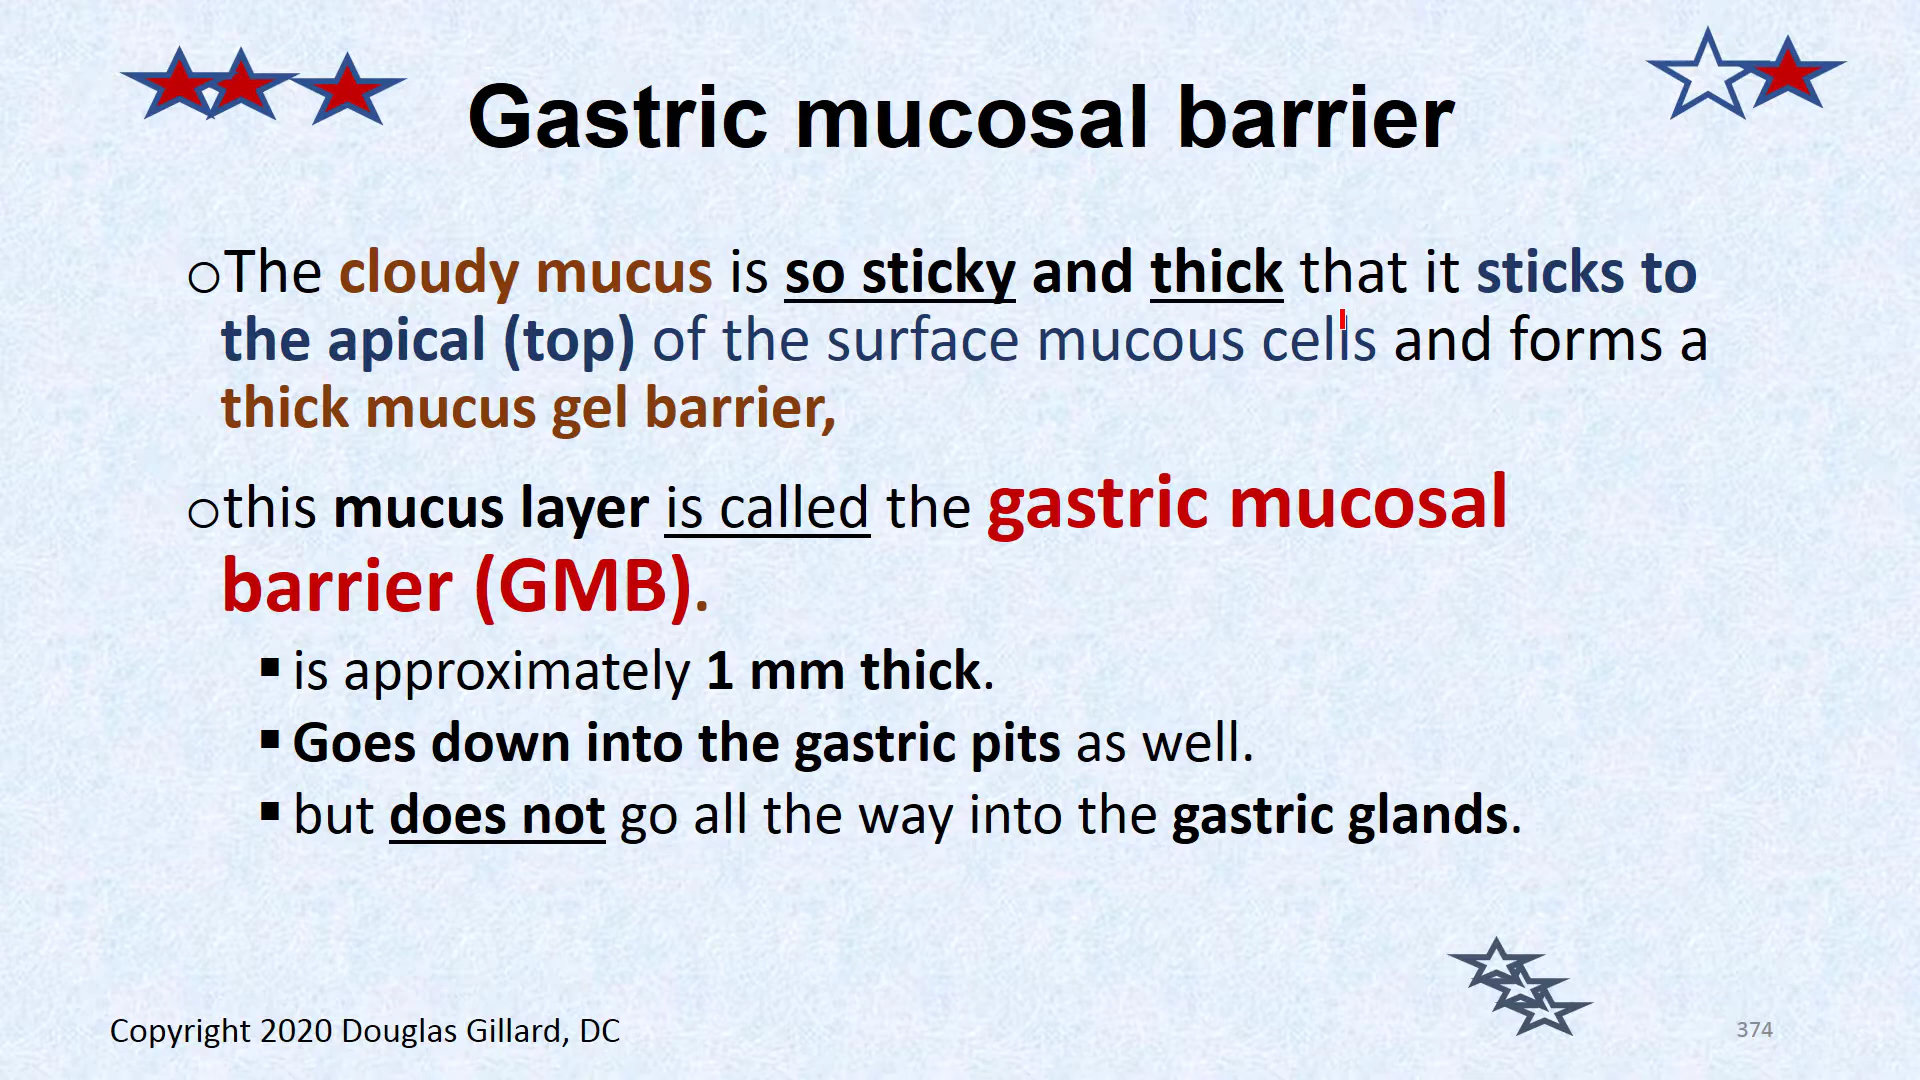 Gastric mucosal barrier
oThe cloudy mucus is so sticky and thick that it sticks to
the apical (top) of the surface mucous cells and forms a
thick mucus gel barrier,
othis mucus layer is called the gastric mucosal
barrier (GMB).
▪ is approximately 1 mm thick.
▪ Goes down into the gastric pits as well.
▪ but does not go all the way into the gastric glands.
Copyright 2020 Douglas Gillard, DC
374